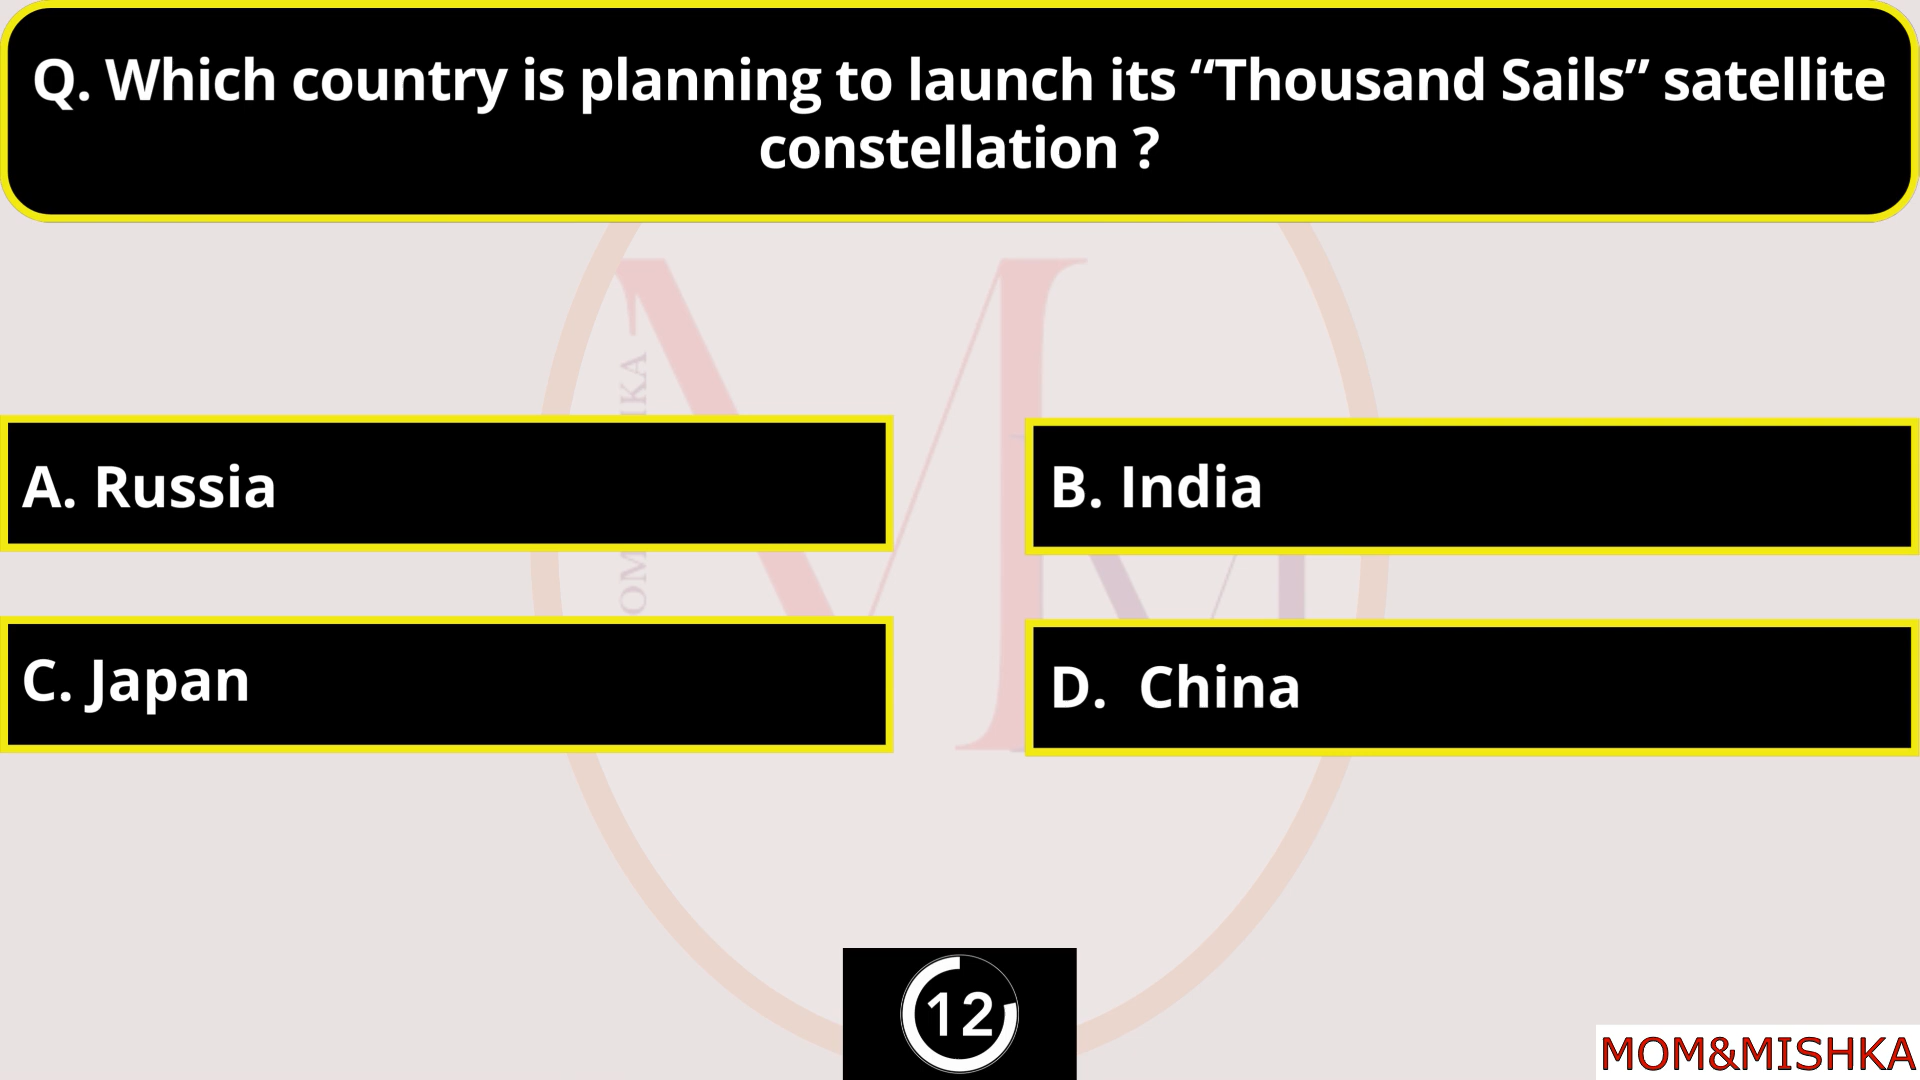 Q. Which country is planning to launch its “Thousand Sails” satellite
constellation ?
A. Russia
B. India
C. Japan
D. China
12
MOM&MISHKA